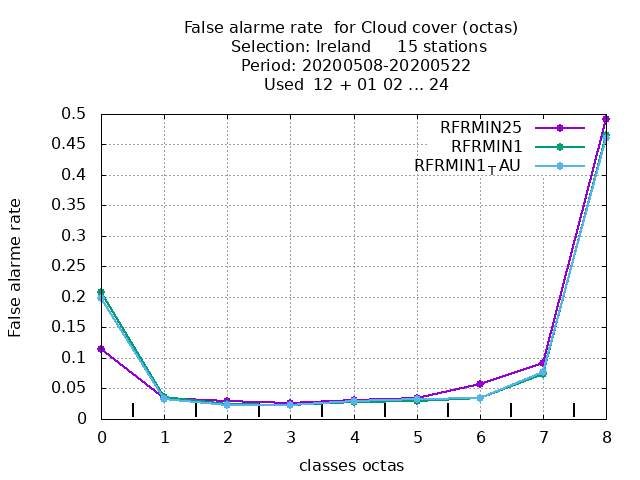 False alarme rate  for Cloud cover (octas)
Selection: Ireland     15 stations
Period: 20200508-20200522
Used  12 + 01 02 ... 24
RFRMIN25
RFRMIN1
RFRMIN1TAU
False alarme rate
0.5
0.45
0.4
0.35
0.3
0.25
0.2
0.15
0.1
0.05
0
0 1 2 3 4 5 6 7 8
classes octas